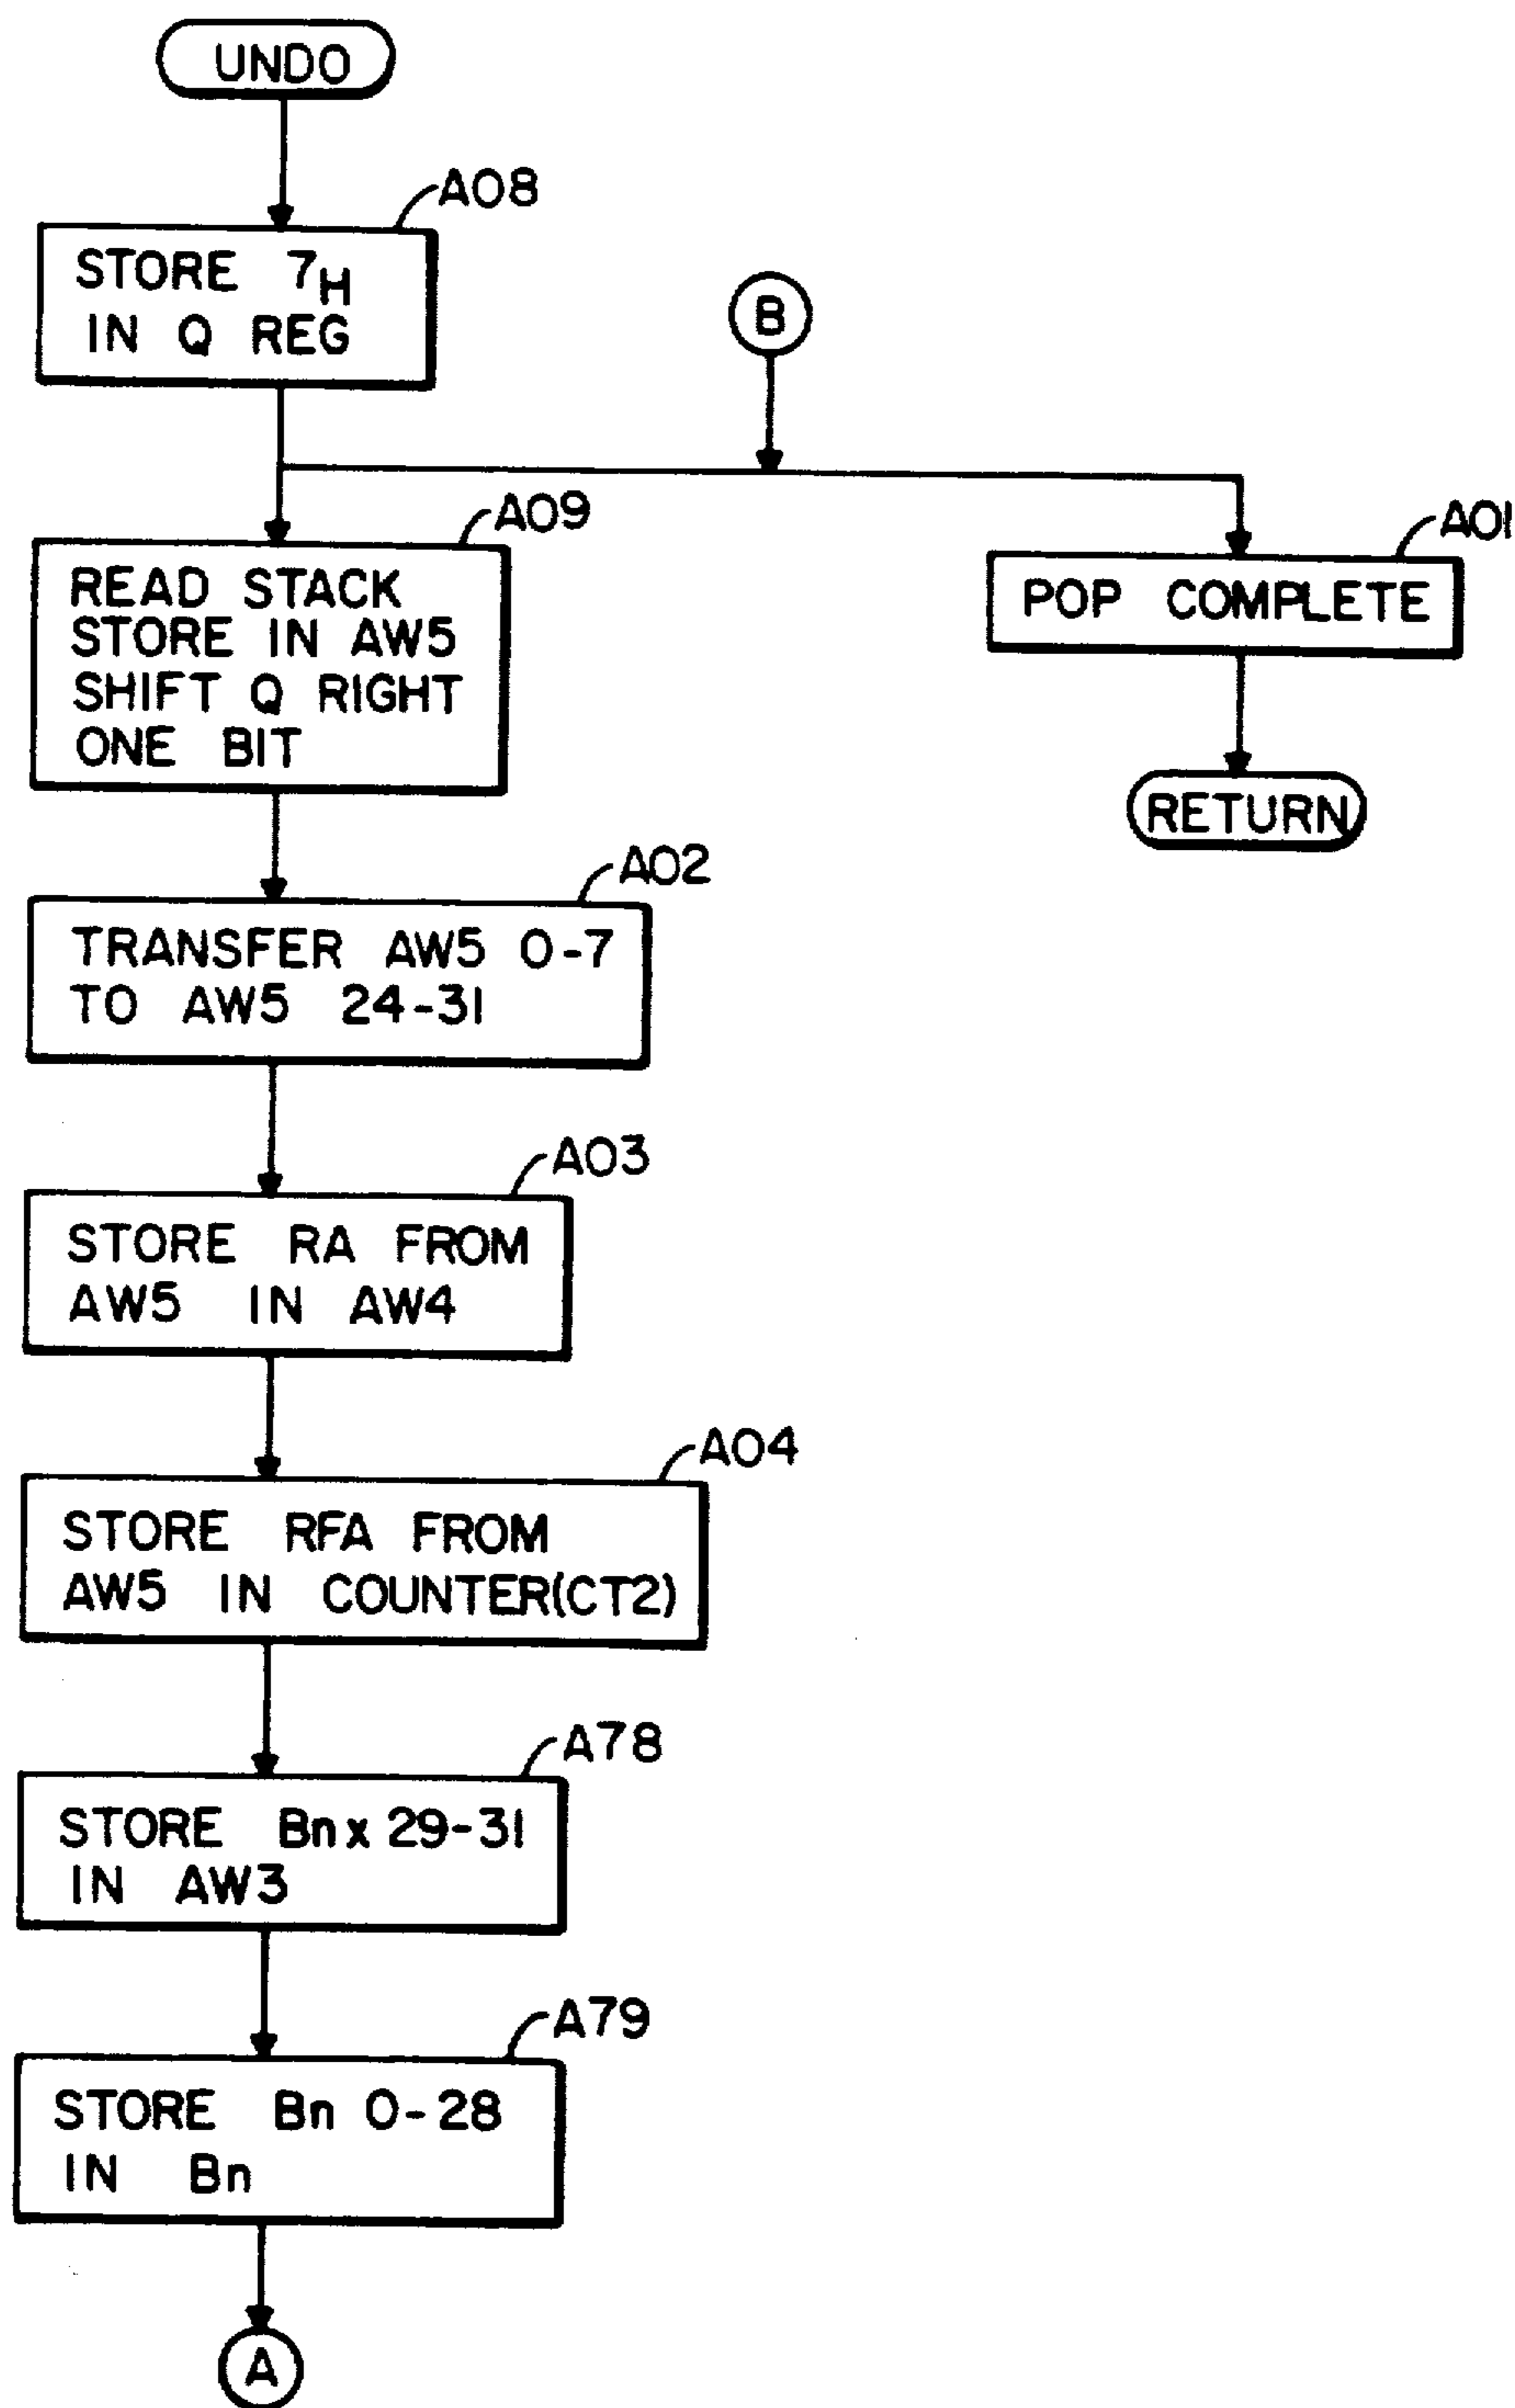 UNDO
A08
STORE 7H
IN Q REG
B
A09
READ STACK
STORE IN AW5
SHIFT Q RIGHT
ONE BIT
A01
POP COMPLETE
RETURN
A02
TRANSFER AW5 0-7
TO AW5 24-31
A03
STORE RA FROM
AW5 IN AW4
A04
STORE RFA FROM
AW5 IN COUNTER(CT2)
A78
STORE Bnx 29-31
IN AW3
A79
STORE Bn 0-28
IN Bn
A